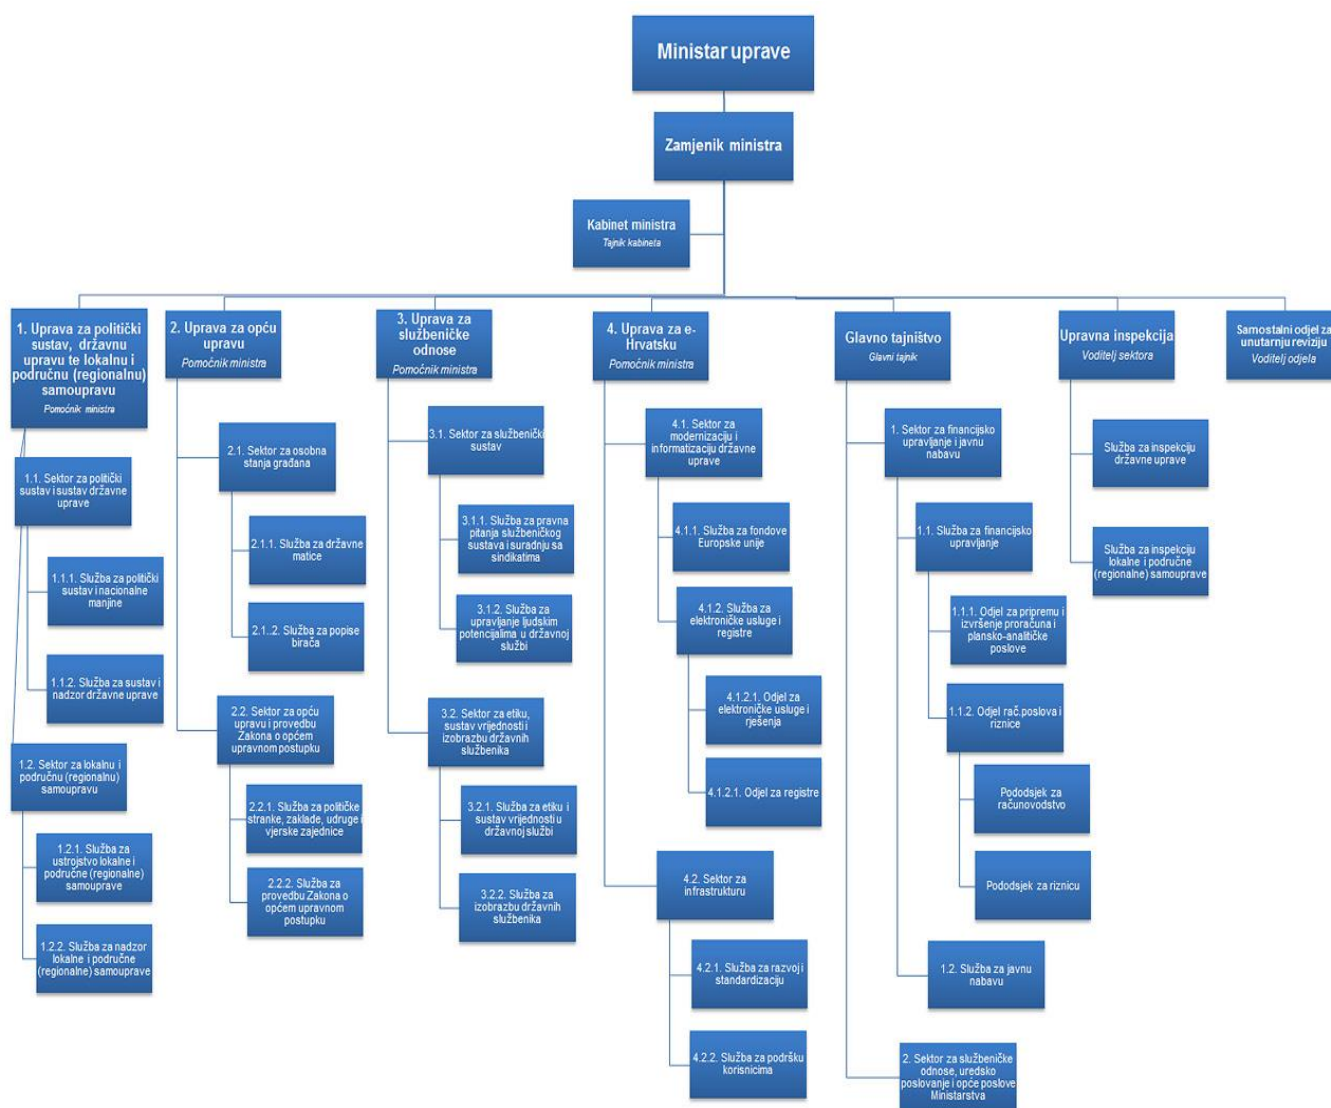 Ministar uprave
Zamjenik ministra
Kabinet ministra
Tajnik kabineta
1. Uprava za politički
sustav, državnu
upravu te lokalnu i
područnu (regionalnu)
samoupravu
Pomoćnik ministra
1.1. Sektor za politički
sustav i sustav državne
uprave
1.1.1. Služba za politički
sustav i nacionalne
manjine
1.1.2. Služba za sustav i
nadzor državne uprave
1.2. Sektor za lokalnu i
područnu (regionalnu)
samoupravu
1.2.1. Služba za
ustrojstvo lokalne i
područne (regionalne)
samouprave
1.2.2. Služba za nadzor
lokalne i područne
(regionalne) samouprave
2. Uprava za opću
upravu
Pomoćnik ministra
2.1. Sektor za osobna
stanja građana
2.1.1. Služba za državne
matice
2.1..2. Služba za popise
birača
2.2. Sektor za opću
upravu i provedbu
Zakona o općem
upravnom postupku
2.2.1. Služba za političke
stranke, zaklade, udruge i
vjerske zajednice
2.2.2. Služba za
provedbu Zakona o
općem upravnom
postupku
3. Uprava za
službeničke
odnose
Pomoćnik ministra
3.1. Sektor za službenički
sustav
3.1.1. Služba za pravna
pitanja službeničkog
sustava i suradnju sa
sindikatima
3.1.2. Služba za
upravljanje ljudskim
potencijalima u državnoj
službi
3.2. Sektor za etiku,
sustav vrijednosti i
izobrazbu državnih
službenika
3.2.1. Služba za etiku i
sustav vrijednosti u
državnoj službi
3.2.2. Služba za
izobrazbu državnih
službenika
4. Uprava za e-
Hrvatsku
Pomoćnik ministra
4.1. Sektor za
modernizaciju i
informatizaciju državne
uprave
4.1.1. Služba za fondove
Europske unije
4.1.2. Služba za
elektroničke usluge i
registre
4.1.2.1. Odjel za
elektroničke usluge i
rješenja
4.1.2.1. Odjel za registre
4.2. Sektor za
infrastrukturu
4.2.1. Služba za razvoj i
standardizaciju
4.2.2. Služba za podršku
korisnicima
Glavno tajništvo
Glavni tajnik
1. Sektor za financijsko
upravljanje i javnu
nabavu
1.1. Služba za financijsko
upravljanje
1.1.1. Odjel za pripremu i
izvršenje proračuna i
plansko-analitičke
poslove
1.1.2. Odjel rač.poslova i
riznice
Pododsjek za
računovodstvo
Pododsjek za riznicu
1.2. Služba za javnu
nabavu
2. Sektor za službeničke
odnose, uredsko
poslovanje i opće poslove
Ministarstva
Upravna inspekcija
Voditelj sektora
Služba za inspekciju
državne uprave
Služba za inspekciju
lokalne i područne
(regionalne) samouprave
Samostalni odjel za
unutarnju reviziju
Voditelj odjela